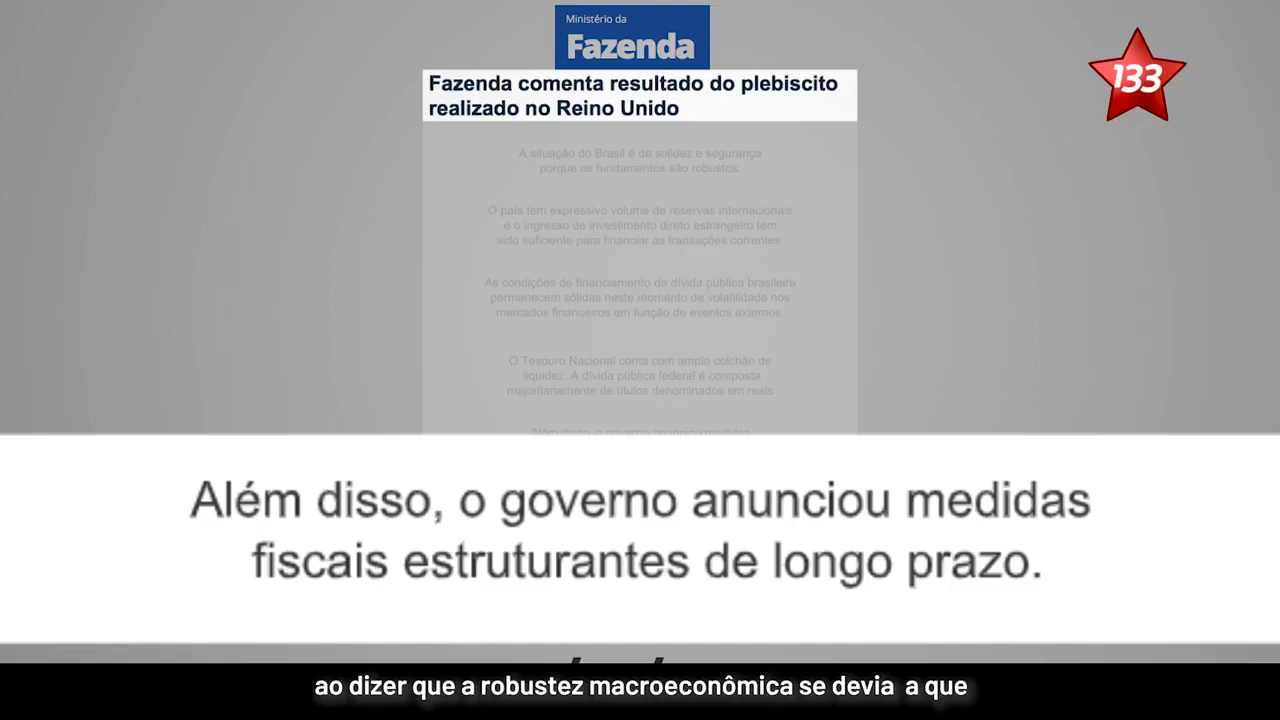 Ministério da
Fazenda
133
Fazenda comenta resultado do plebiscito
realizado no Reino Unido
A situação do Brasil é de solidez e segurança
porque os fundamentos são robustos.
O país tem expressivo volume de reservas internacionais
e o ingresso de investimento direto estrangeiro tem
sido suficiente para financiar as transações correntes
As condições de financiamento da dívida pública brasileira
permanecem sólidas neste momento de volatilidade nos
mercados financeiros em função de eventos externos.
O Tesouro Nacional conta com amplo colchão de
liquidez. A dívida pública federal é composta
majoritariamente de títulos denominados em reais
Além disso, o governo anunciou medidas
Além disso, o governo anunciou medidas
fiscais estruturantes de longo prazo.
ao dizer que a robustez macroeconômica se devia a que